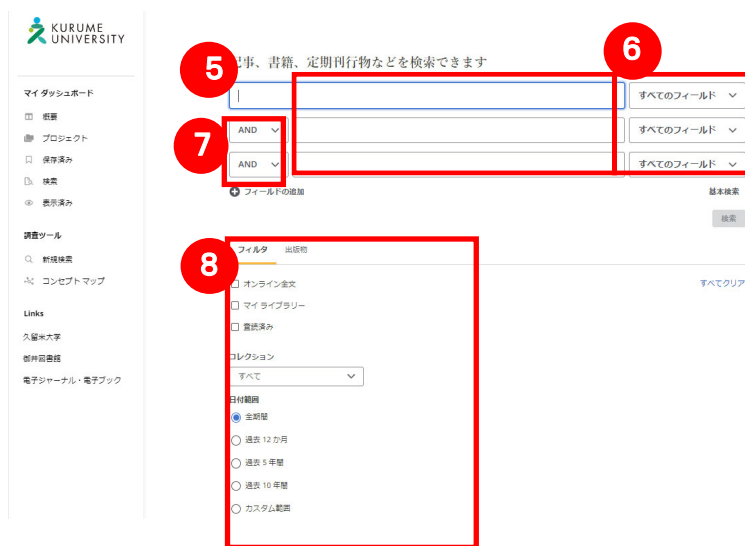 KURUME
UNIVERSITY
マイ ダッシュボード
概要
プロジェクト
保存済み
検索
表示済み
調査ツール
新規検索
コンセプト マップ
Links
久留米大学
御井図書館
電子ジャーナル・電子ブック
5
記事、書籍、定期刊行物などを検索できます
6
すべてのフィールド
7
AND
すべてのフィールド
AND
すべてのフィールド
フィールドの追加
基本検索
検索
8
フィルタ
出版物
オンライン全文
すべてクリア
マイ ライブラリー
査読済み
コレクション
すべて
日付範囲
全期間
過去 12 か月
過去 5 年間
過去 10 年間
カスタム範囲